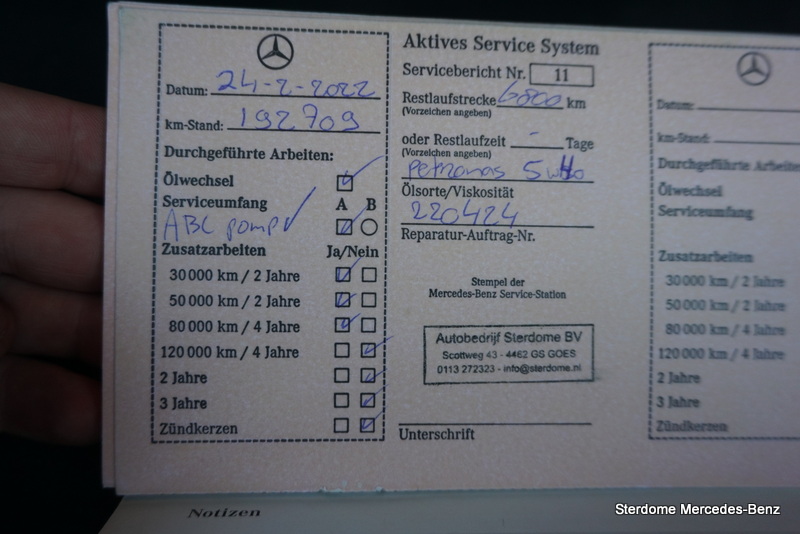 Datum: 24-2-2022
km-Stand: 192709
Durchgeführte Arbeiten:
Ölwechsel
Serviceumfang A B
ABC pomp
Zusatzarbeiten Ja/Nein
30 000 km / 2 Jahre
50 000 km / 2 Jahre
80 000 km / 4 Jahre
120 000 km / 4 Jahre
2 Jahre
3 Jahre
Zündkerzen
Aktives Service System
Servicebericht Nr. 11
Restlaufstrecke 6800 km
(Vorzeichen angeben)
oder Restlaufzeit - Tage
(Vorzeichen angeben)
petronas
Ölsorte/Viskosität
220424
Reparatur-Auftrag-Nr.
Stempel der
Mercedes-Benz Service-Station
Autobedrijf Sterdome BV
Scottweg 43 - 4462 GS GOES
0113 272323 - info@sterdome.nl
Unterschrift
Datum:
km-Stand:
Durchgeführte Arbeiten
Ölwechsel
Serviceumfang
Zusatzarbeiten
30 000 km / 2 Jahre
50 000 km / 2 Jahre
80 000 km / 4 Jahre
120 000 km / 4 Jahre
2 Jahre
3 Jahre
Zündkerzen
Notizen
Sterdome Mercedes-Benz